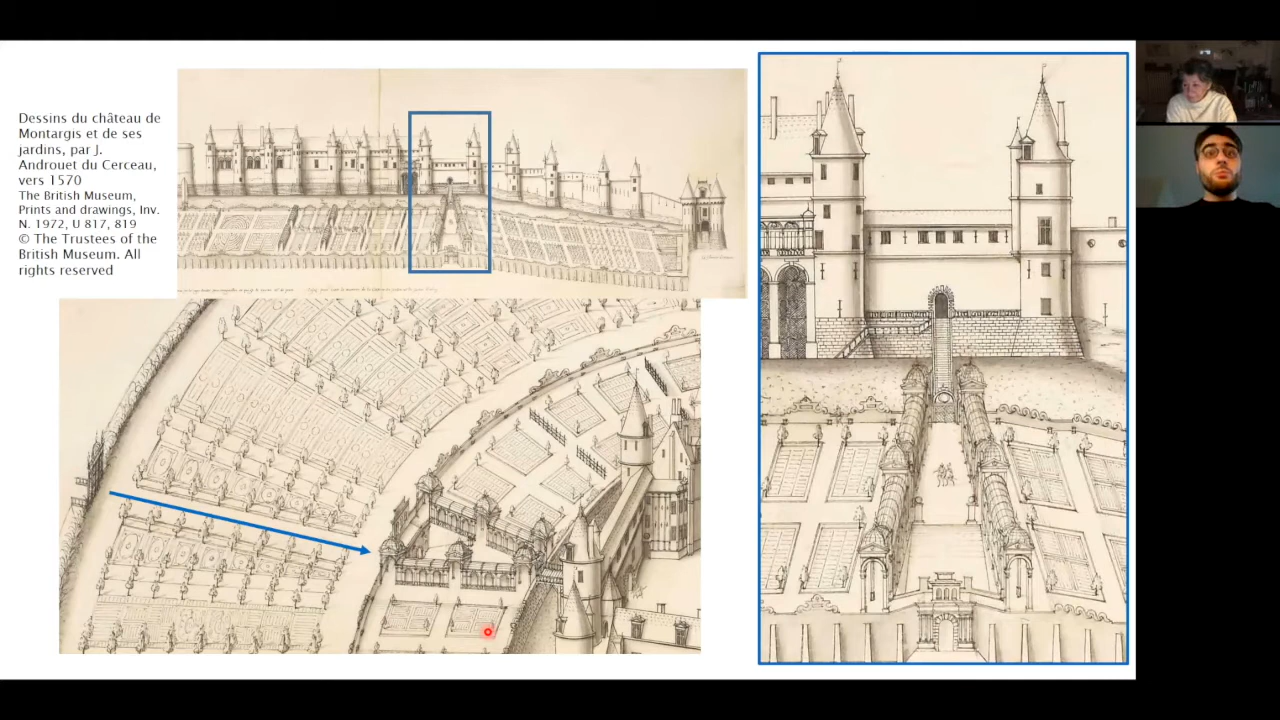 Dessins du château de
Montargis et de ses
jardins, par J.
Androuet du Cerceau,
vers 1570
The British Museum,
Prints and drawings, Inv.
N. 1972, U 817, 819
© The Trustees of the
British Museum. All
rights reserved